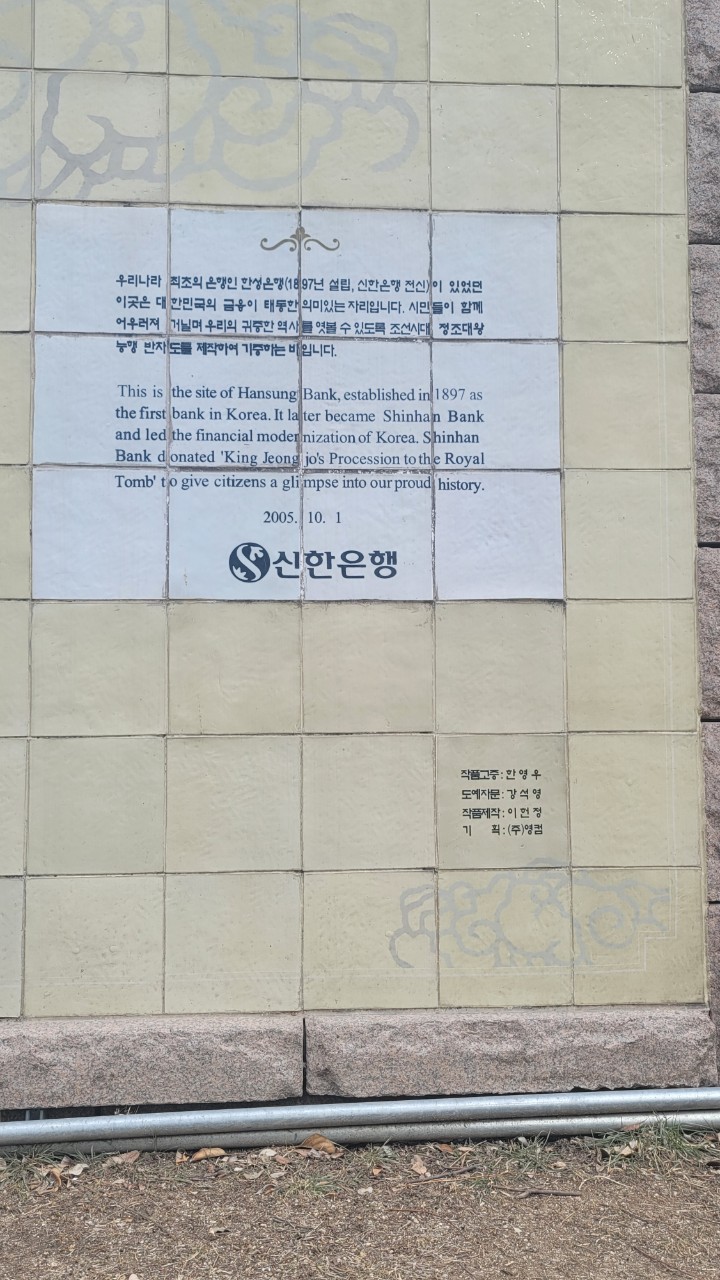 우리나라 최초의 은행인 한성은행(1897년 설립, 신한은행 전신)이 있었던
이곳은 대한민국의 금융이 태동한 의미있는 자리입니다. 시민들이 함께
어우러져 거닐며 우리의 귀중한 역사를 엿볼 수 있도록 조선시대 정조대왕
능행 반차도를 제작하여 기증하는 바입니다.
This is the site of Hansung Bank, established in 1897 as
the first bank in Korea. It later became Shinhan Bank
and led the financial modernization of Korea. Shinhan
Bank donated 'King Jeongjo's Procession to the Royal
Tomb' to give citizens a glimpse into our proud history.
2005. 10. 1
신한은행
작품고증: 한영우
도예자문: 강석영
작품제작: 이헌정
기 획: (주)영컴